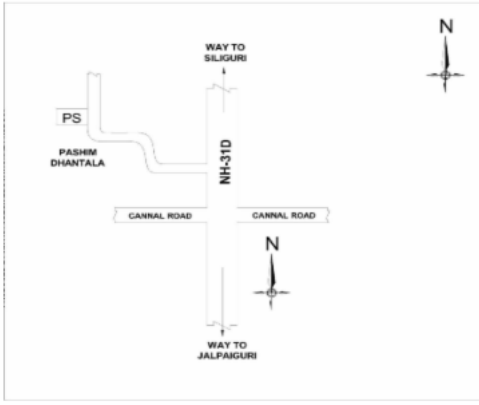 WAY TO
SILIGURI
N
PS
PASHIM
DHANTALA
NH-31D
CANNAL ROAD
CANNAL ROAD
N
WAY TO
JALPAIGURI